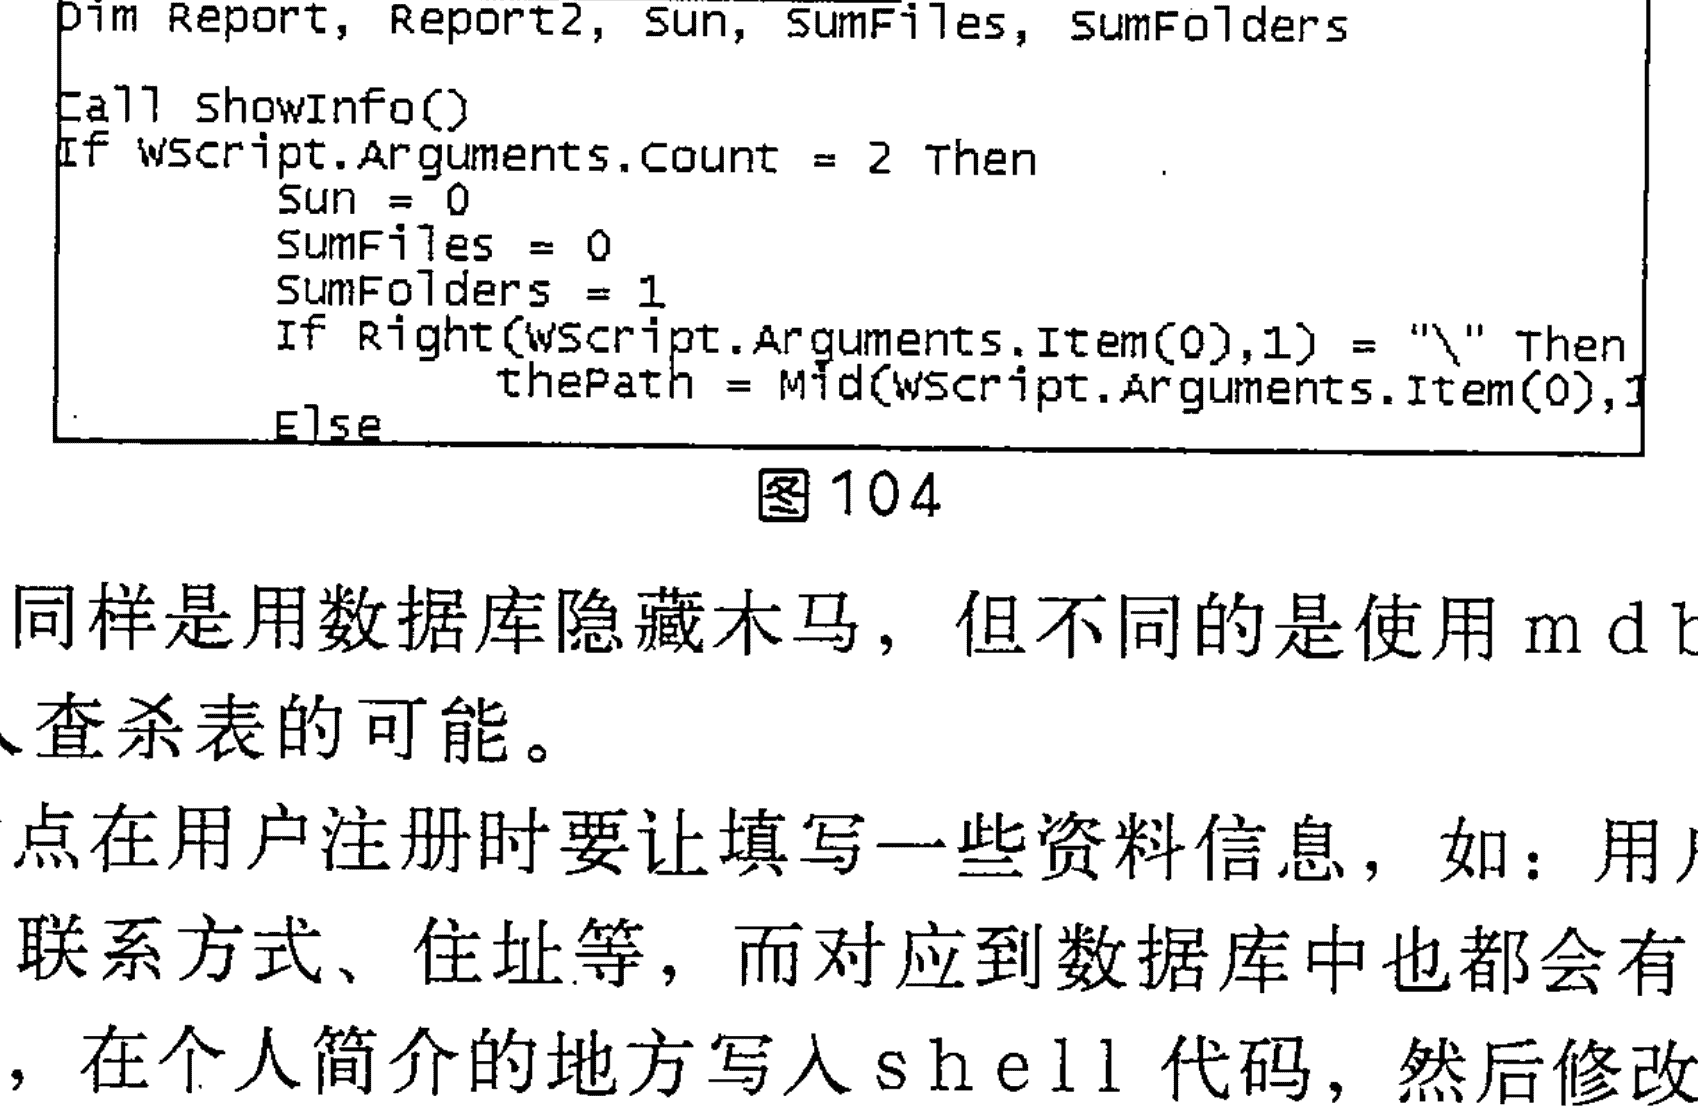 Dim Report, Report2, Sun, SumFiles, SumFolders
Call ShowInfo()
If WScript.Arguments.Count = 2 Then
Sun = 0
SumFiles = 0
SumFolders = 1
If Right(WScript.Arguments.Item(0),1) = "\" Then
thePath = Mid(WScript.Arguments.Item(0),1
Else
图104
同样是用数据库隐藏木马，但不同的是使用mdb
查杀表的可能。
点在用户注册时要让填写一些资料信息，如：用户
联系方式、住址等，而对应到数据库中也都会有
，在个人简介的地方写入shell代码，然后修改